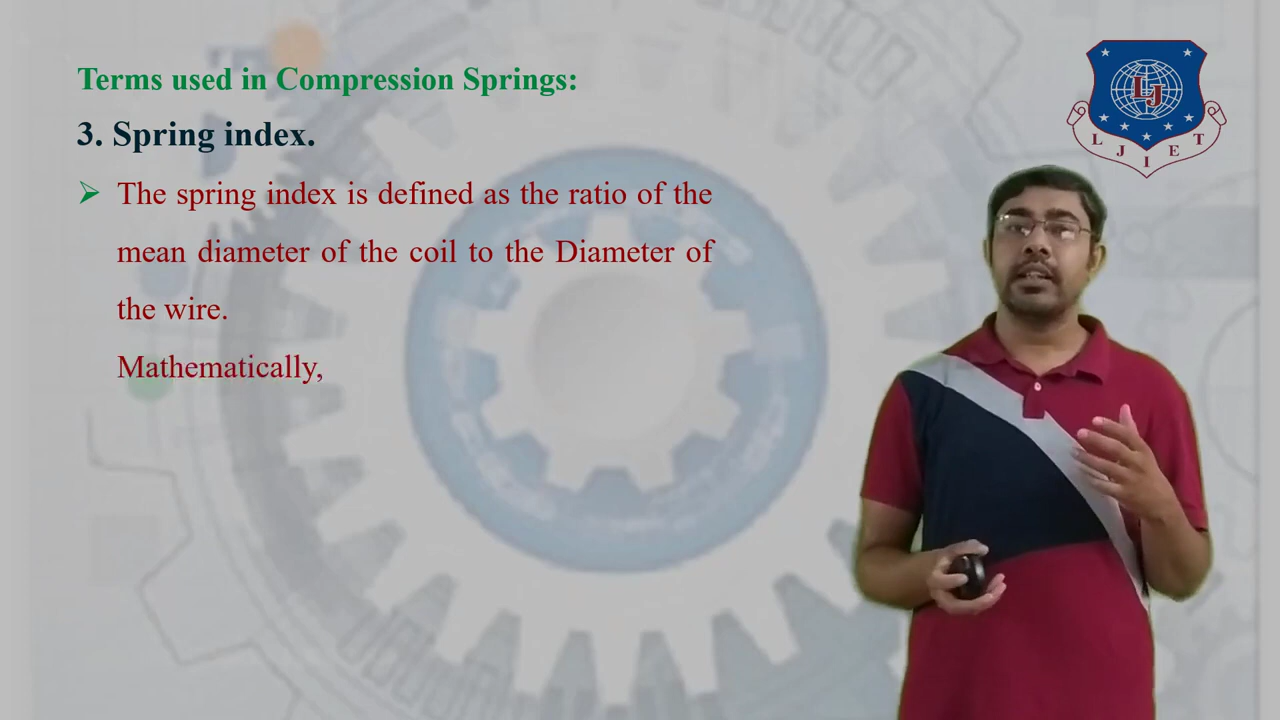 Terms used in Compression Springs:
3. Spring index.
The spring index is defined as the ratio of the
mean diameter of the coil to the Diameter of
the wire.
Mathematically,
LJ
LJIET